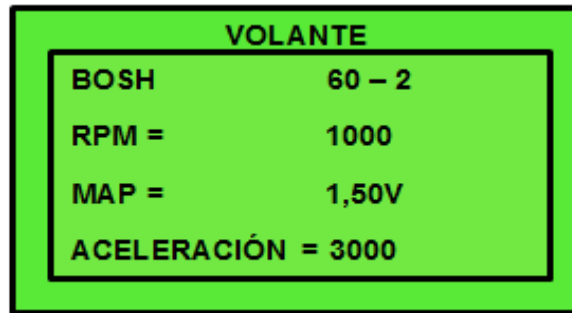 VOLANTE
BOSH 60 – 2
RPM = 1000
MAP = 1,50V
ACELERACIÓN = 3000